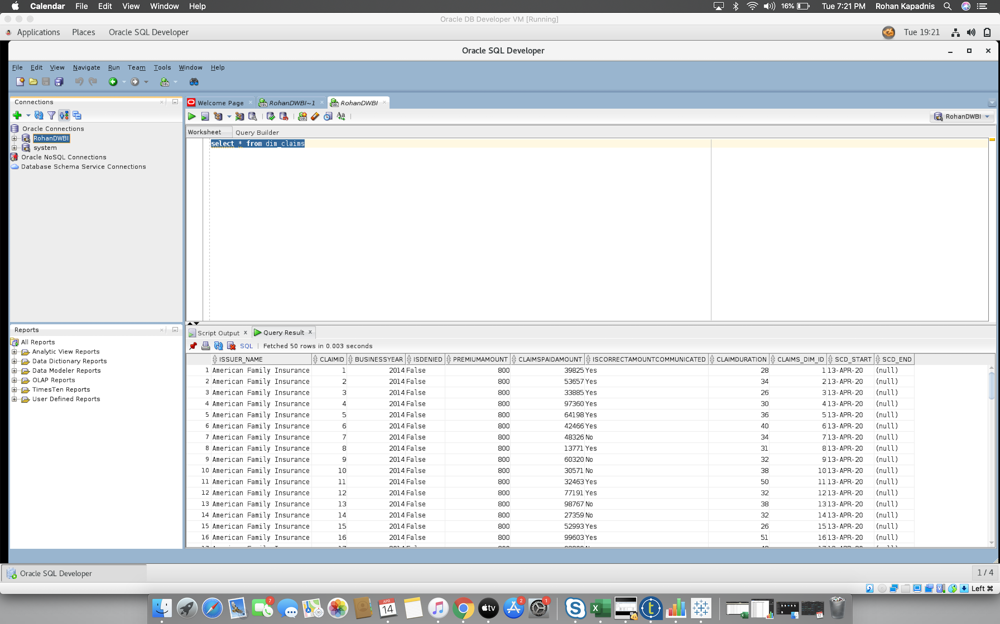 Calendar File Edit View Window Help 16% Tue 7:21 PM Rohan Kapadnis
Oracle DB Developer VM [Running]
Applications Places Oracle SQL Developer Tue 19:21
Oracle SQL Developer
File Edit View Navigate Run Team Tools Window Help
Connections
Welcome Page RohanDWBI~1 RohanDWBI
RohanDWBI
Oracle Connections
RohanDWBI
system
Oracle NoSQL Connections
Database Schema Service Connections
Worksheet Query Builder
select * from dim_claims
Reports
All Reports
Analytic View Reports
Data Dictionary Reports
Data Modeler Reports
OLAP Reports
TimesTen Reports
User Defined Reports
Script Output Query Result
SQL Fetched 50 rows in 0.003 seconds
ISSUER_NAME CLAIMID BUSINESSYEAR ISDENIED PREMIUMAMOUNT CLAIMSPAIDAMOUNT ISCORRECTAMOUNTCOMMUNICATED CLAIMDURATION CLAIMS_DIM_ID SCD_START SCD_END
1 American Family Insurance 1 2014 False 800 39825 Yes 28 1 13-APR-20 (null)
2 American Family Insurance 2 2014 False 800 53657 Yes 34 2 13-APR-20 (null)
3 American Family Insurance 3 2014 False 800 33885 Yes 26 3 13-APR-20 (null)
4 American Family Insurance 4 2014 False 800 97360 Yes 30 4 13-APR-20 (null)
5 American Family Insurance 5 2014 False 800 64198 Yes 36 5 13-APR-20 (null)
6 American Family Insurance 6 2014 False 800 42466 Yes 40 6 13-APR-20 (null)
7 American Family Insurance 7 2014 False 800 48326 No 34 7 13-APR-20 (null)
8 American Family Insurance 8 2014 False 800 13771 Yes 31 8 13-APR-20 (null)
9 American Family Insurance 9 2014 False 800 60320 No 32 9 13-APR-20 (null)
10 American Family Insurance 10 2014 False 800 30571 No 38 10 13-APR-20 (null)
11 American Family Insurance 11 2014 False 800 32463 Yes 50 11 13-APR-20 (null)
12 American Family Insurance 12 2014 False 800 77191 Yes 32 12 13-APR-20 (null)
13 American Family Insurance 13 2014 False 800 98767 No 38 13 13-APR-20 (null)
14 American Family Insurance 14 2014 False 800 27359 No 32 14 13-APR-20 (null)
15 American Family Insurance 15 2014 False 800 52993 Yes 26 15 13-APR-20 (null)
16 American Family Insurance 16 2014 False 800 99603 Yes 51 16 13-APR-20 (null)
Oracle SQL Developer 1 / 4
Left ⌘
7 APR 14 tv 2 1